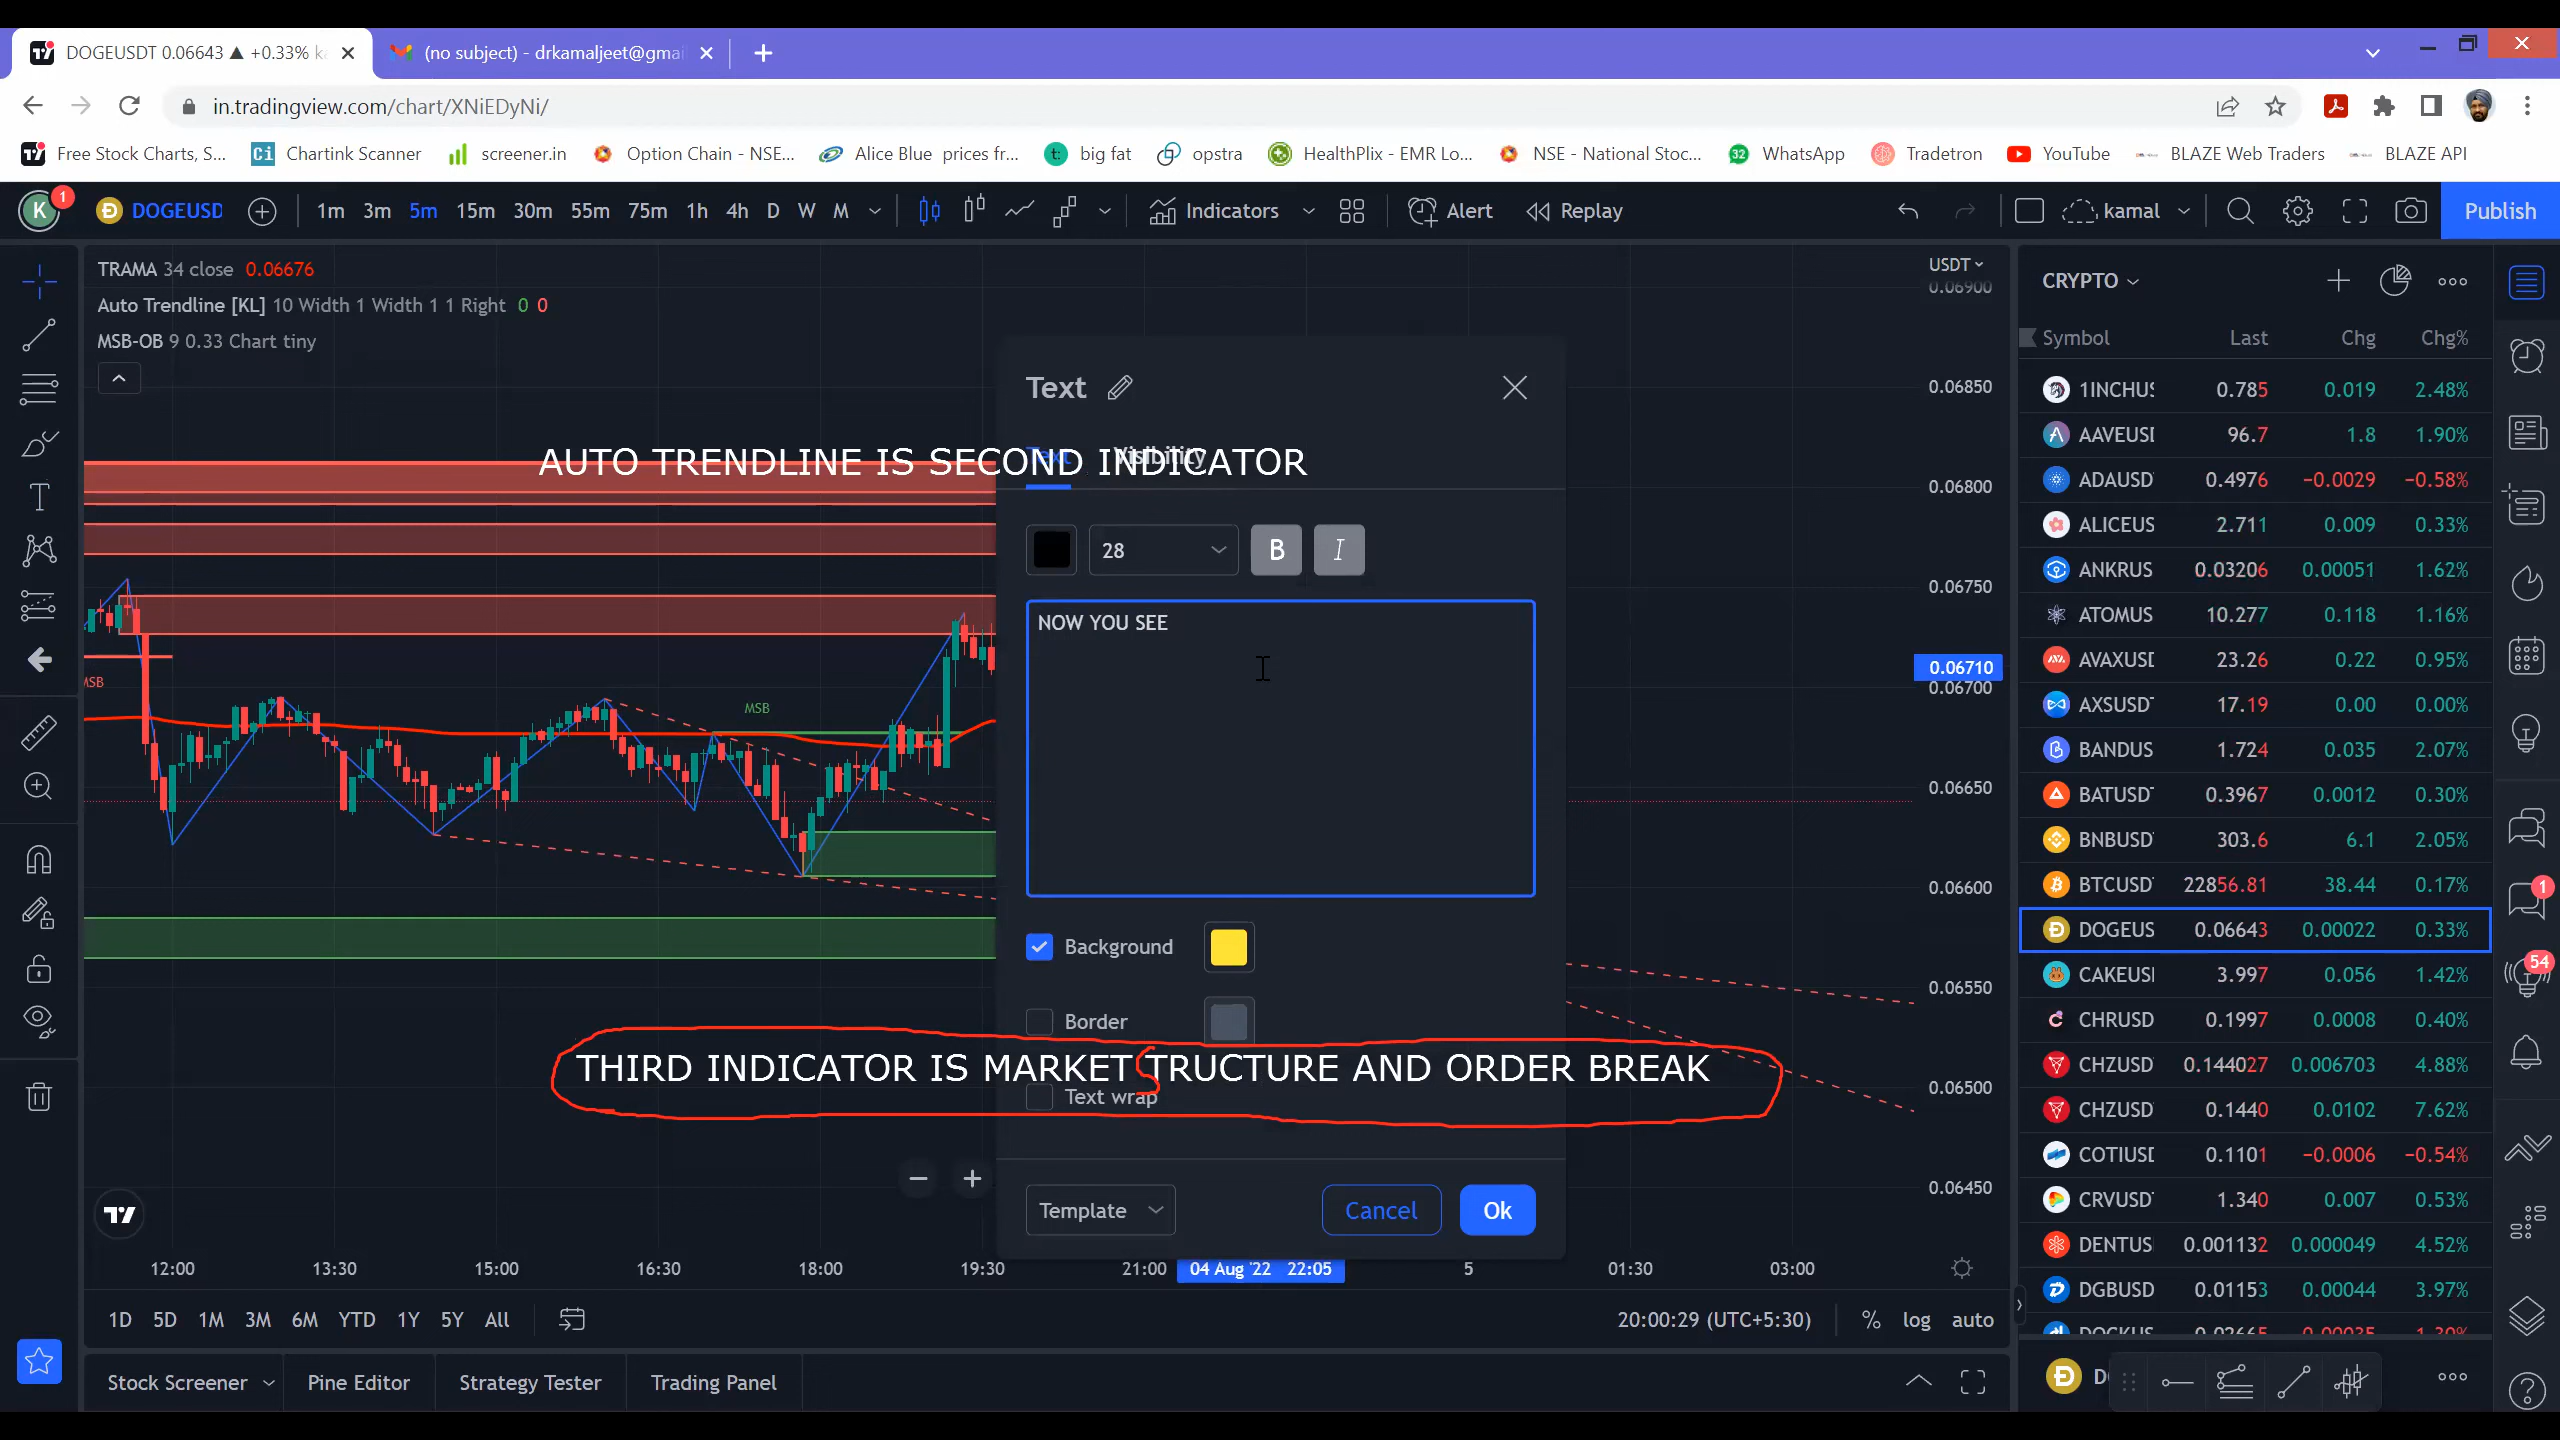 DOGEUSDT 0.06643 ▲ +0.33% k
(no subject) - drkamaljeet@gmai
in.tradingview.com/chart/XNiEDyNi/
Free Stock Charts, S...
Chartink Scanner
screener.in
Option Chain - NSE...
Alice Blue prices fr...
big fat
opstra
HealthPlix - EMR Lo...
NSE - National Stoc...
32 WhatsApp
Tradetron
YouTube
BLAZE Web Traders
BLAZE API
K 1 DOGEUSD 1m 3m 5m 15m 30m 55m 75m 1h 4h D W M Indicators Alert Replay kamal Publish
TRAMA 34 close 0.06676
Auto Trendline [KL] 10 Width 1 Width 1 1 Right 0 0
MSB-OB 9 0.33 Chart tiny
Text
Text Visibility
AUTO TRENDLINE IS SECOND INDICATOR
28 B I
NOW YOU SEE
MSB
MSB
Background
Border
THIRD INDICATOR IS MARKET STRUCTURE AND ORDER BREAK
Text wrap
Template Cancel Ok
USDT
0.06900
0.06850
0.06800
0.06750
0.06710
0.06700
0.06650
0.06600
0.06550
0.06500
0.06450
12:00 13:30 15:00 16:30 18:00 19:30 21:00 04 Aug '22 22:05 5 01:30 03:00
1D 5D 1M 3M 6M YTD 1Y 5Y All
20:00:29 (UTC+5:30) % log auto
Stock Screener Pine Editor Strategy Tester Trading Panel
CRYPTO
Symbol Last Chg Chg%
1INCHUS 0.785 0.019 2.48%
AAVEUSI 96.7 1.8 1.90%
ADAUSD 0.4976 −0.0029 −0.58%
ALICEUS 2.711 0.009 0.33%
ANKRUS 0.03206 0.00051 1.62%
ATOMUS 10.277 0.118 1.16%
AVAXUSI 23.26 0.22 0.95%
AXSUSD 17.19 0.00 0.00%
BANDUS 1.724 0.035 2.07%
BATUSD 0.3967 0.0012 0.30%
BNBUSD 303.6 6.1 2.05%
BTCUSD 22856.81 38.44 0.17%
DOGEUS 0.06643 0.00022 0.33%
CAKEUSI 3.997 0.056 1.42%
CHRUSD 0.1997 0.0008 0.40%
CHZUSD 0.144027 0.006703 4.88%
CHZUSD 0.1440 0.0102 7.62%
COTIUSI 0.1101 −0.0006 −0.54%
CRVUSD 1.340 0.007 0.53%
DENTUS 0.001132 0.000049 4.52%
DGBUSD 0.01153 0.00044 3.97%
DOCKUS 0.02665 −0.00035 −1.30%
D
1
54